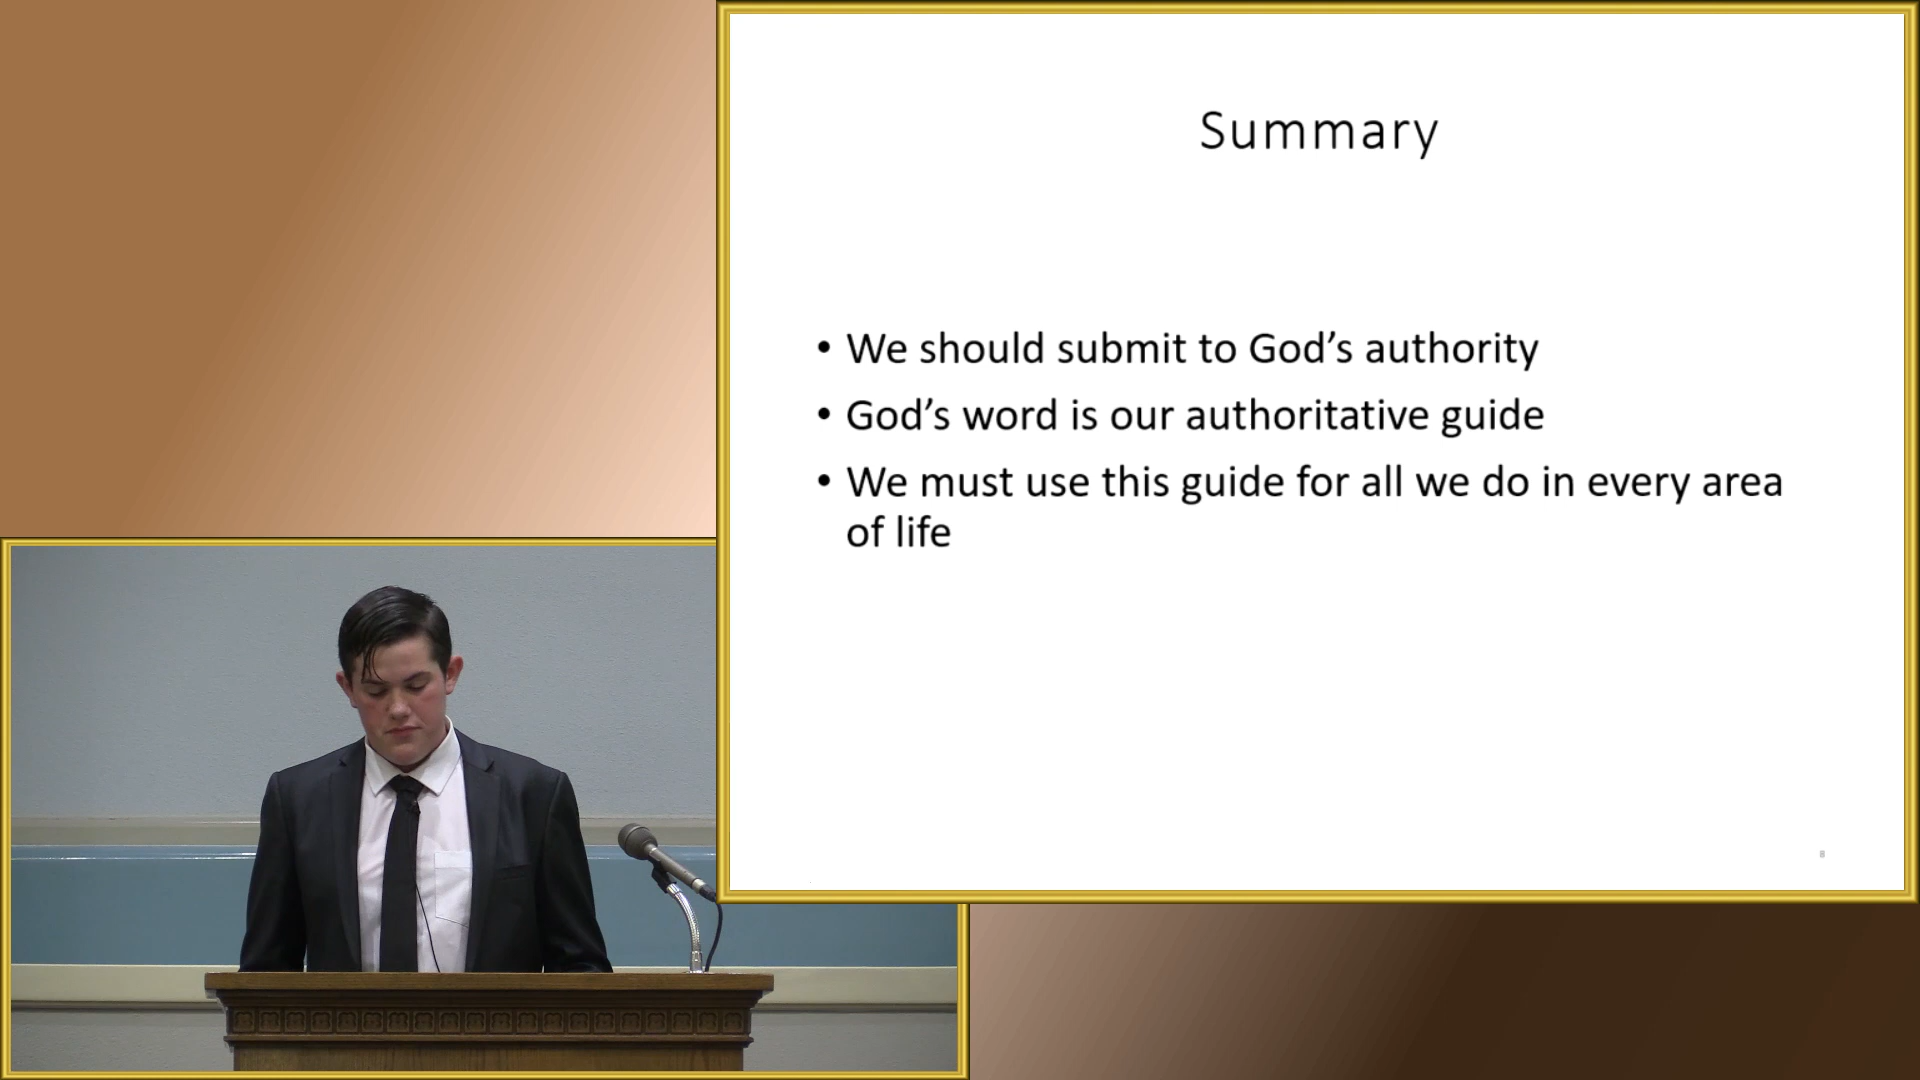 Summary
• We should submit to God’s authority
• God’s word is our authoritative guide
• We must use this guide for all we do in every area
of life